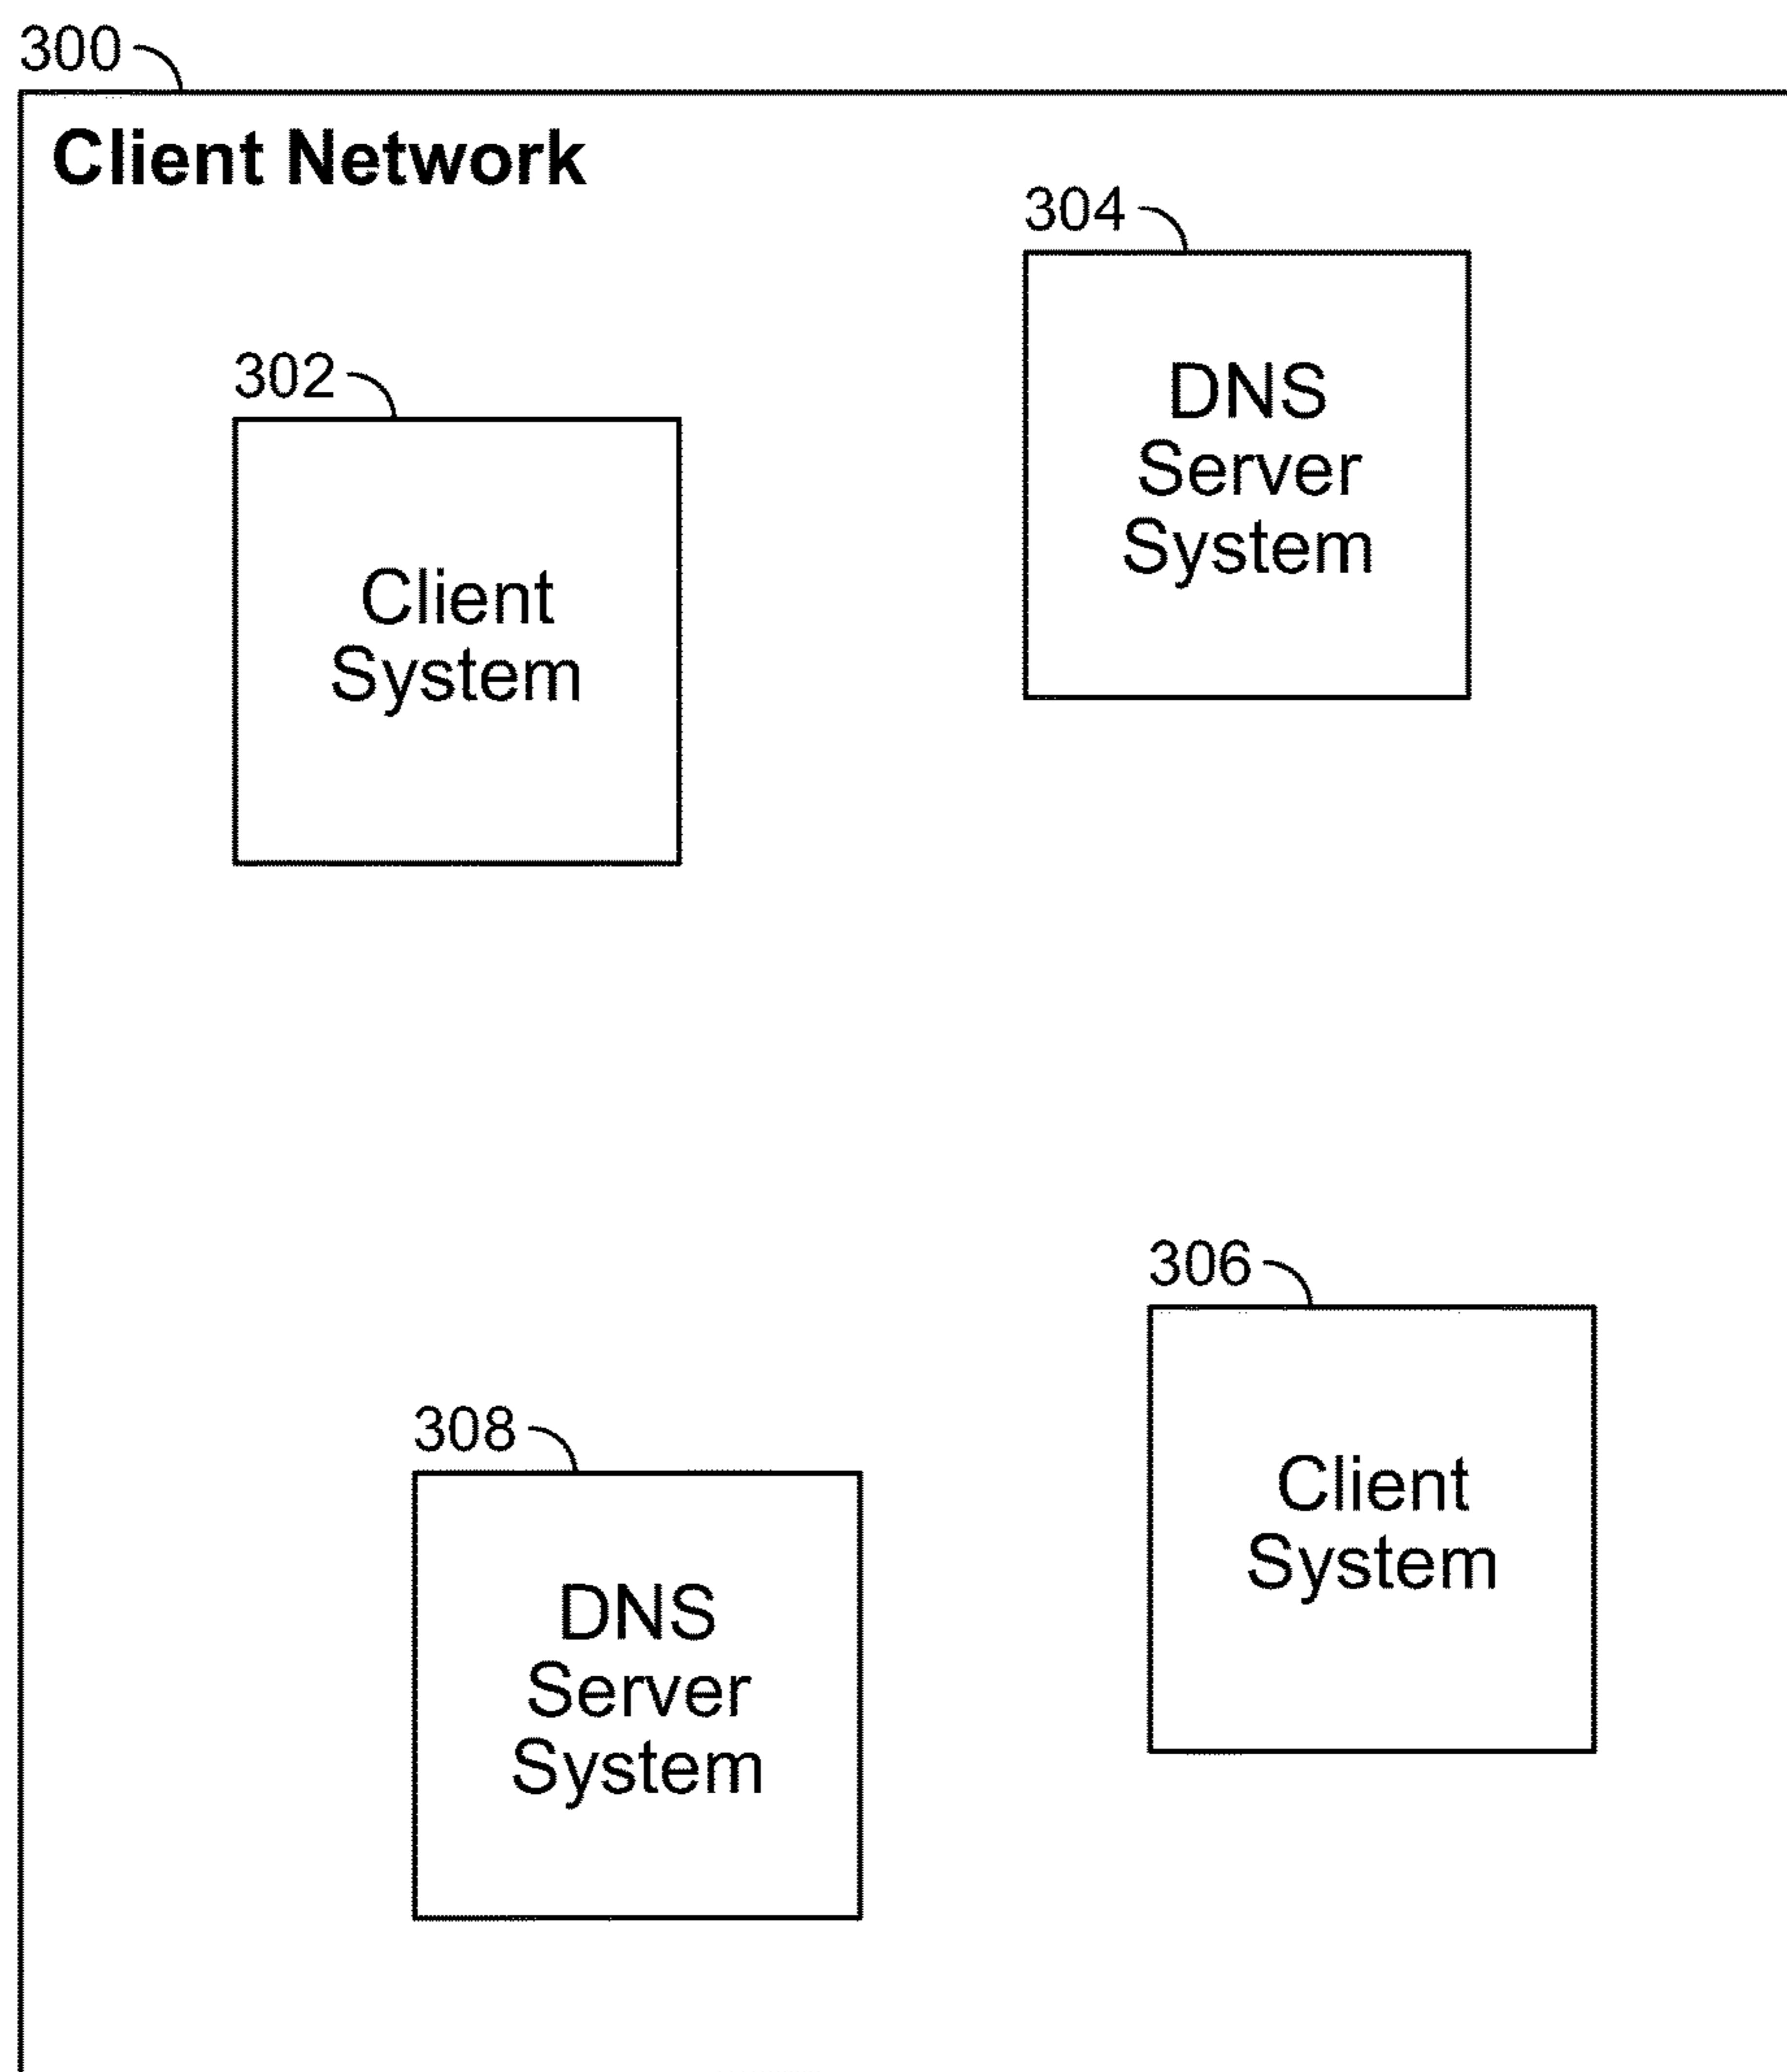 300
Client Network
304
DNS
Server
System
302
Client
System
306
Client
System
308
DNS
Server
System